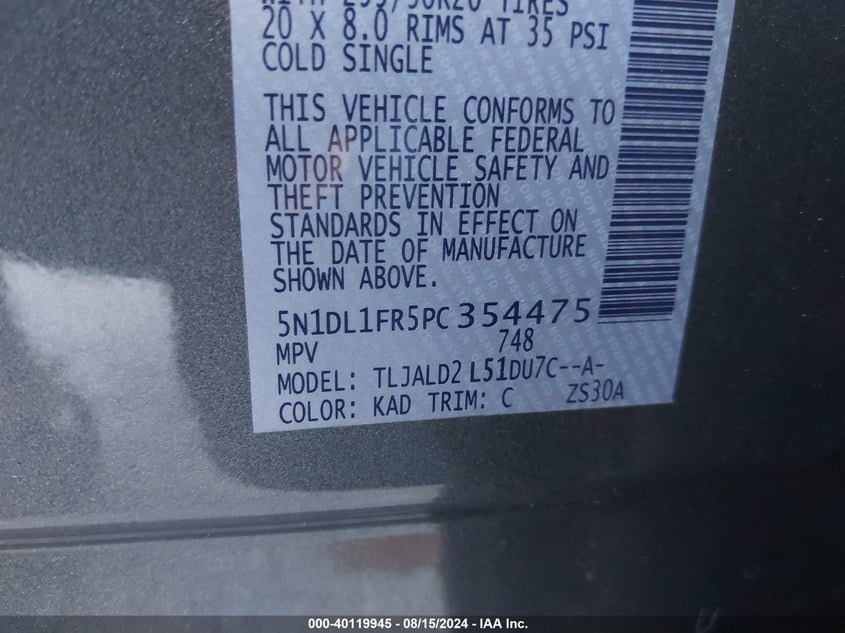 20 X 8.0 RIMS AT 35 PSI
COLD SINGLE
THIS VEHICLE CONFORMS TO
ALL APPLICABLE FEDERAL
MOTOR VEHICLE SAFETY AND
THEFT PREVENTION
STANDARDS IN EFFECT ON
THE DATE OF MANUFACTURE
SHOWN ABOVE.
5N1DL1FR5PC354475
MPV 748
MODEL: TLJALD2 L51DU7C--A-
COLOR: KAD TRIM: C ZS30A
000-40119945 - 08/15/2024 - IAA Inc.